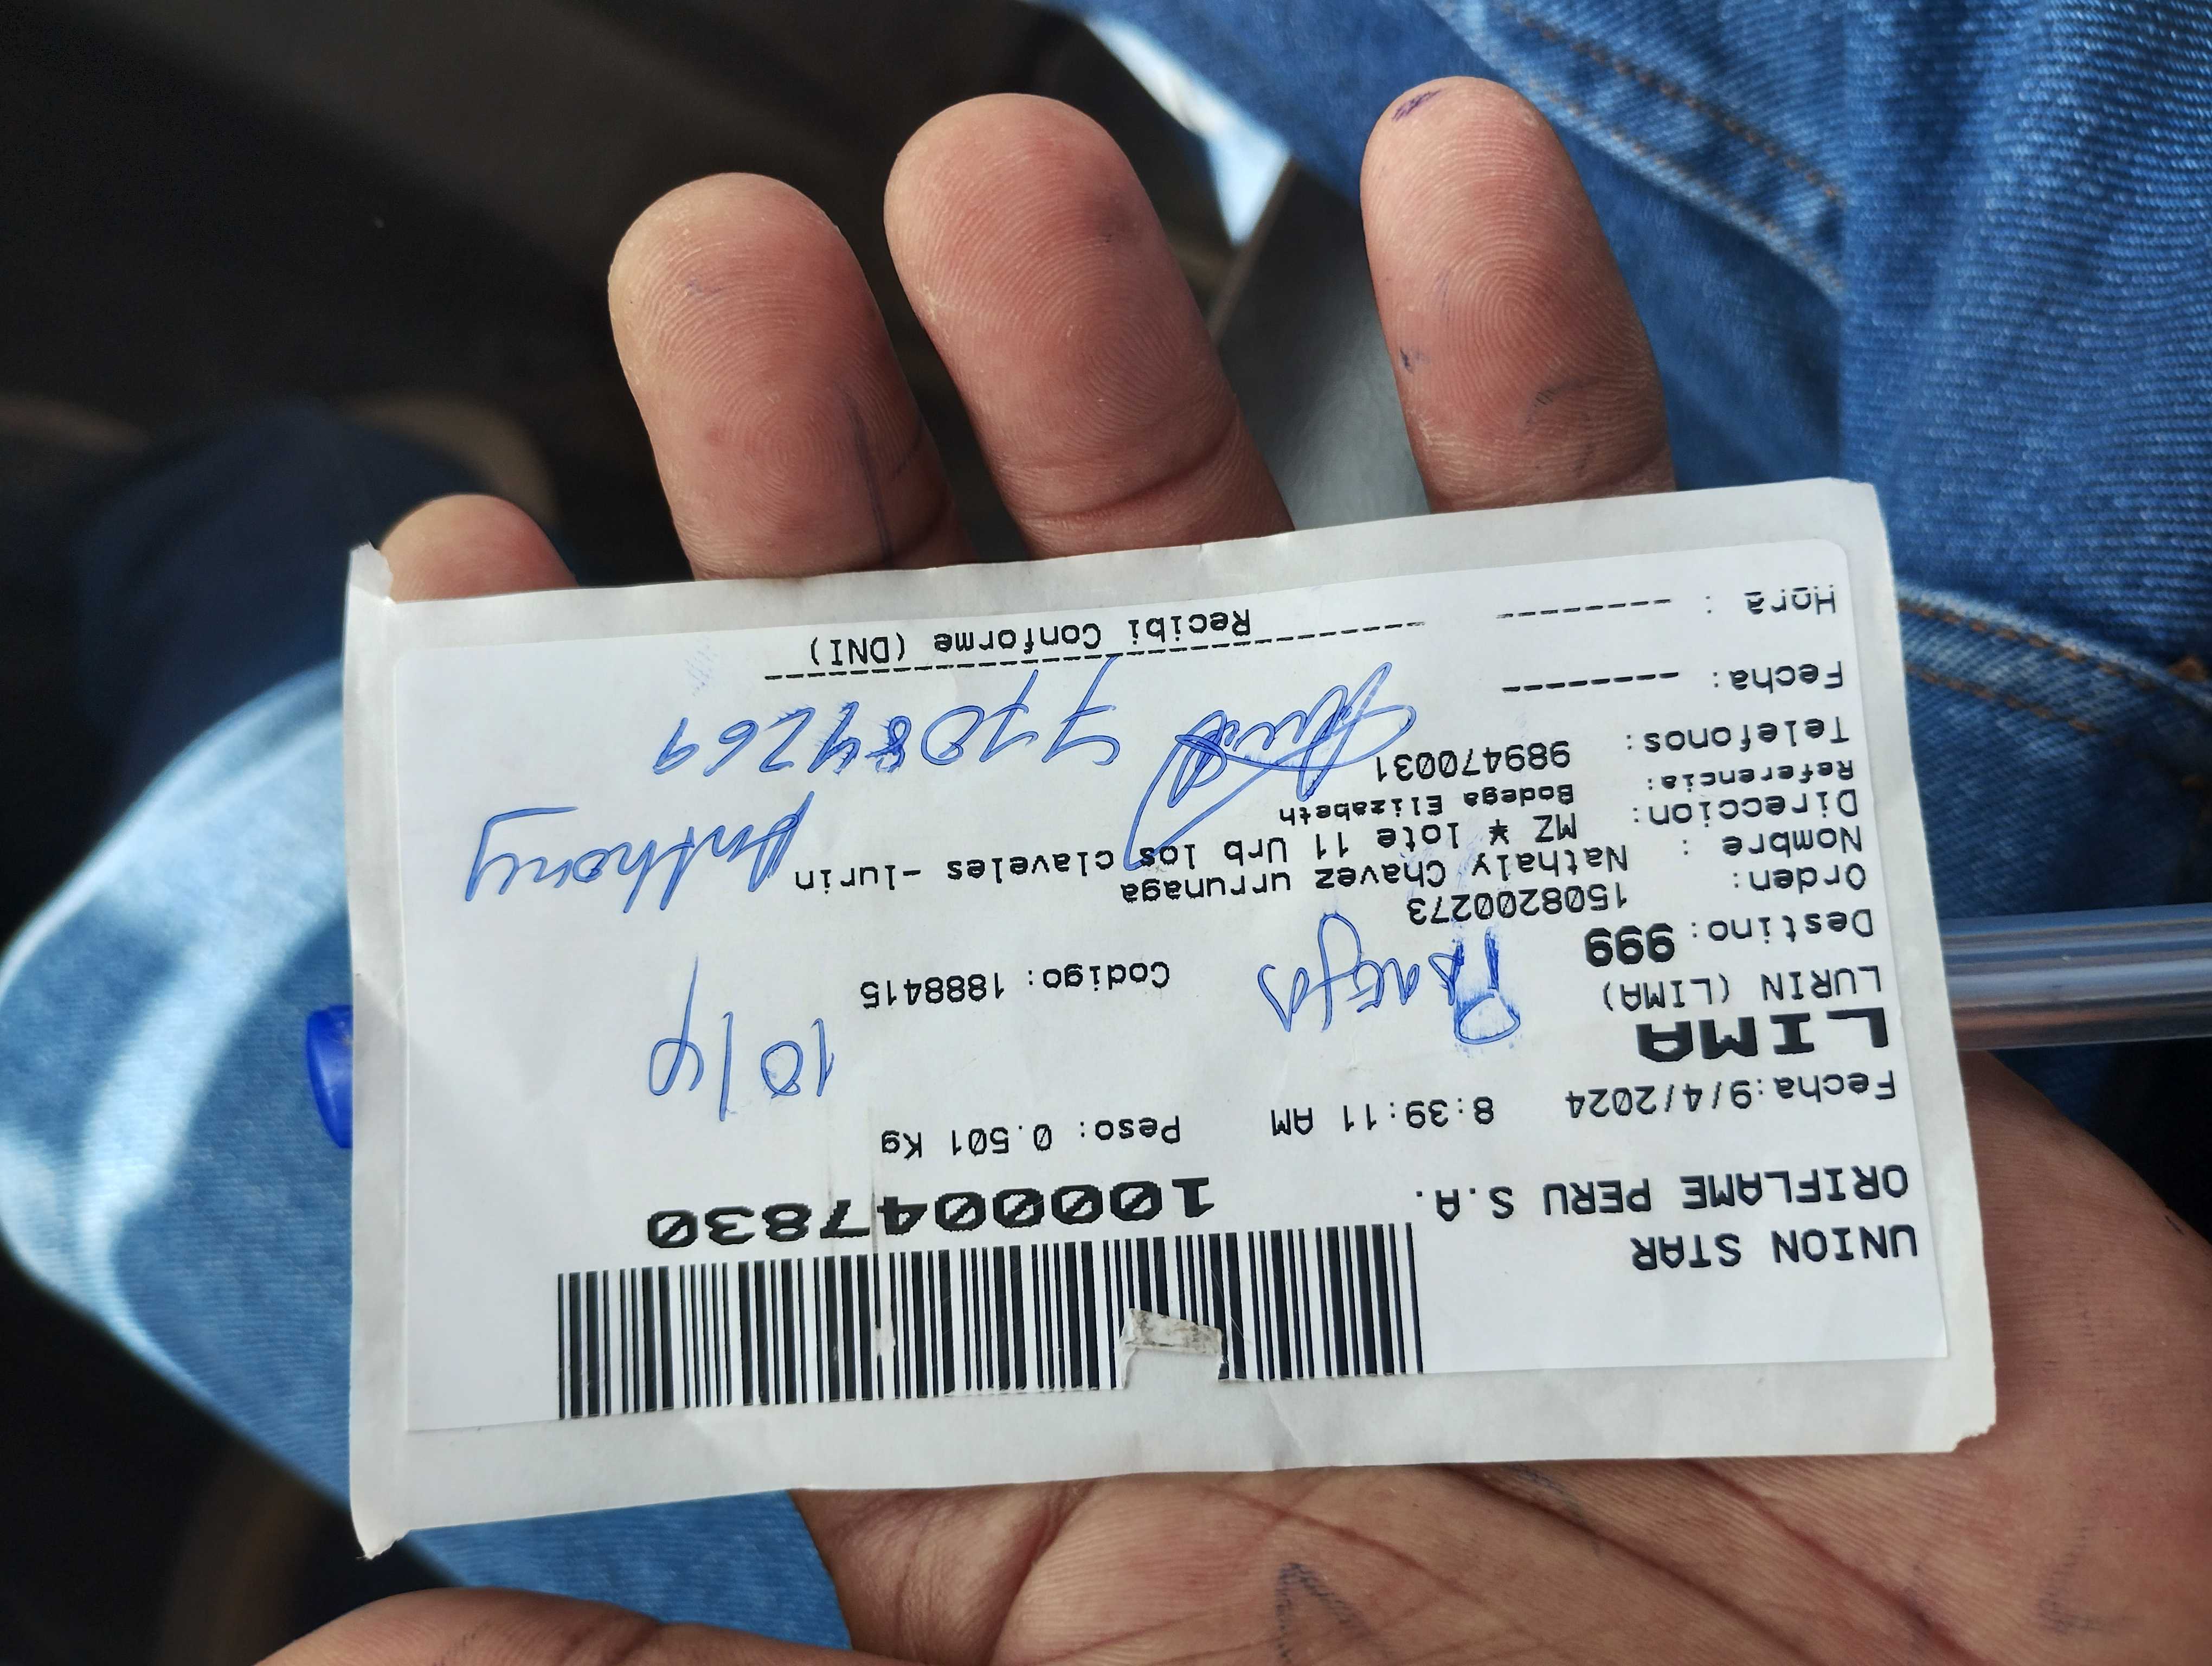 UNION STAR
ORIFLAME PERU S.A.
1000047830
Fecha:9/4/2024 8:39:11 AM Peso: 0.501 Kg
LIMA
10/4
LURIN (LIMA)
Destino: 999 Codigo: 1888415
Orden: 1508200273
Nombre : Nathaly Chavez urrunaga
Direccion: MZ * lote 11 Urb los claveles -lurin
Anthony
Referencia: Bodega Elizabeth
Telefonos: 989470031
Fecha: --------
Hora : --------
Recibi Conforme (DNI)